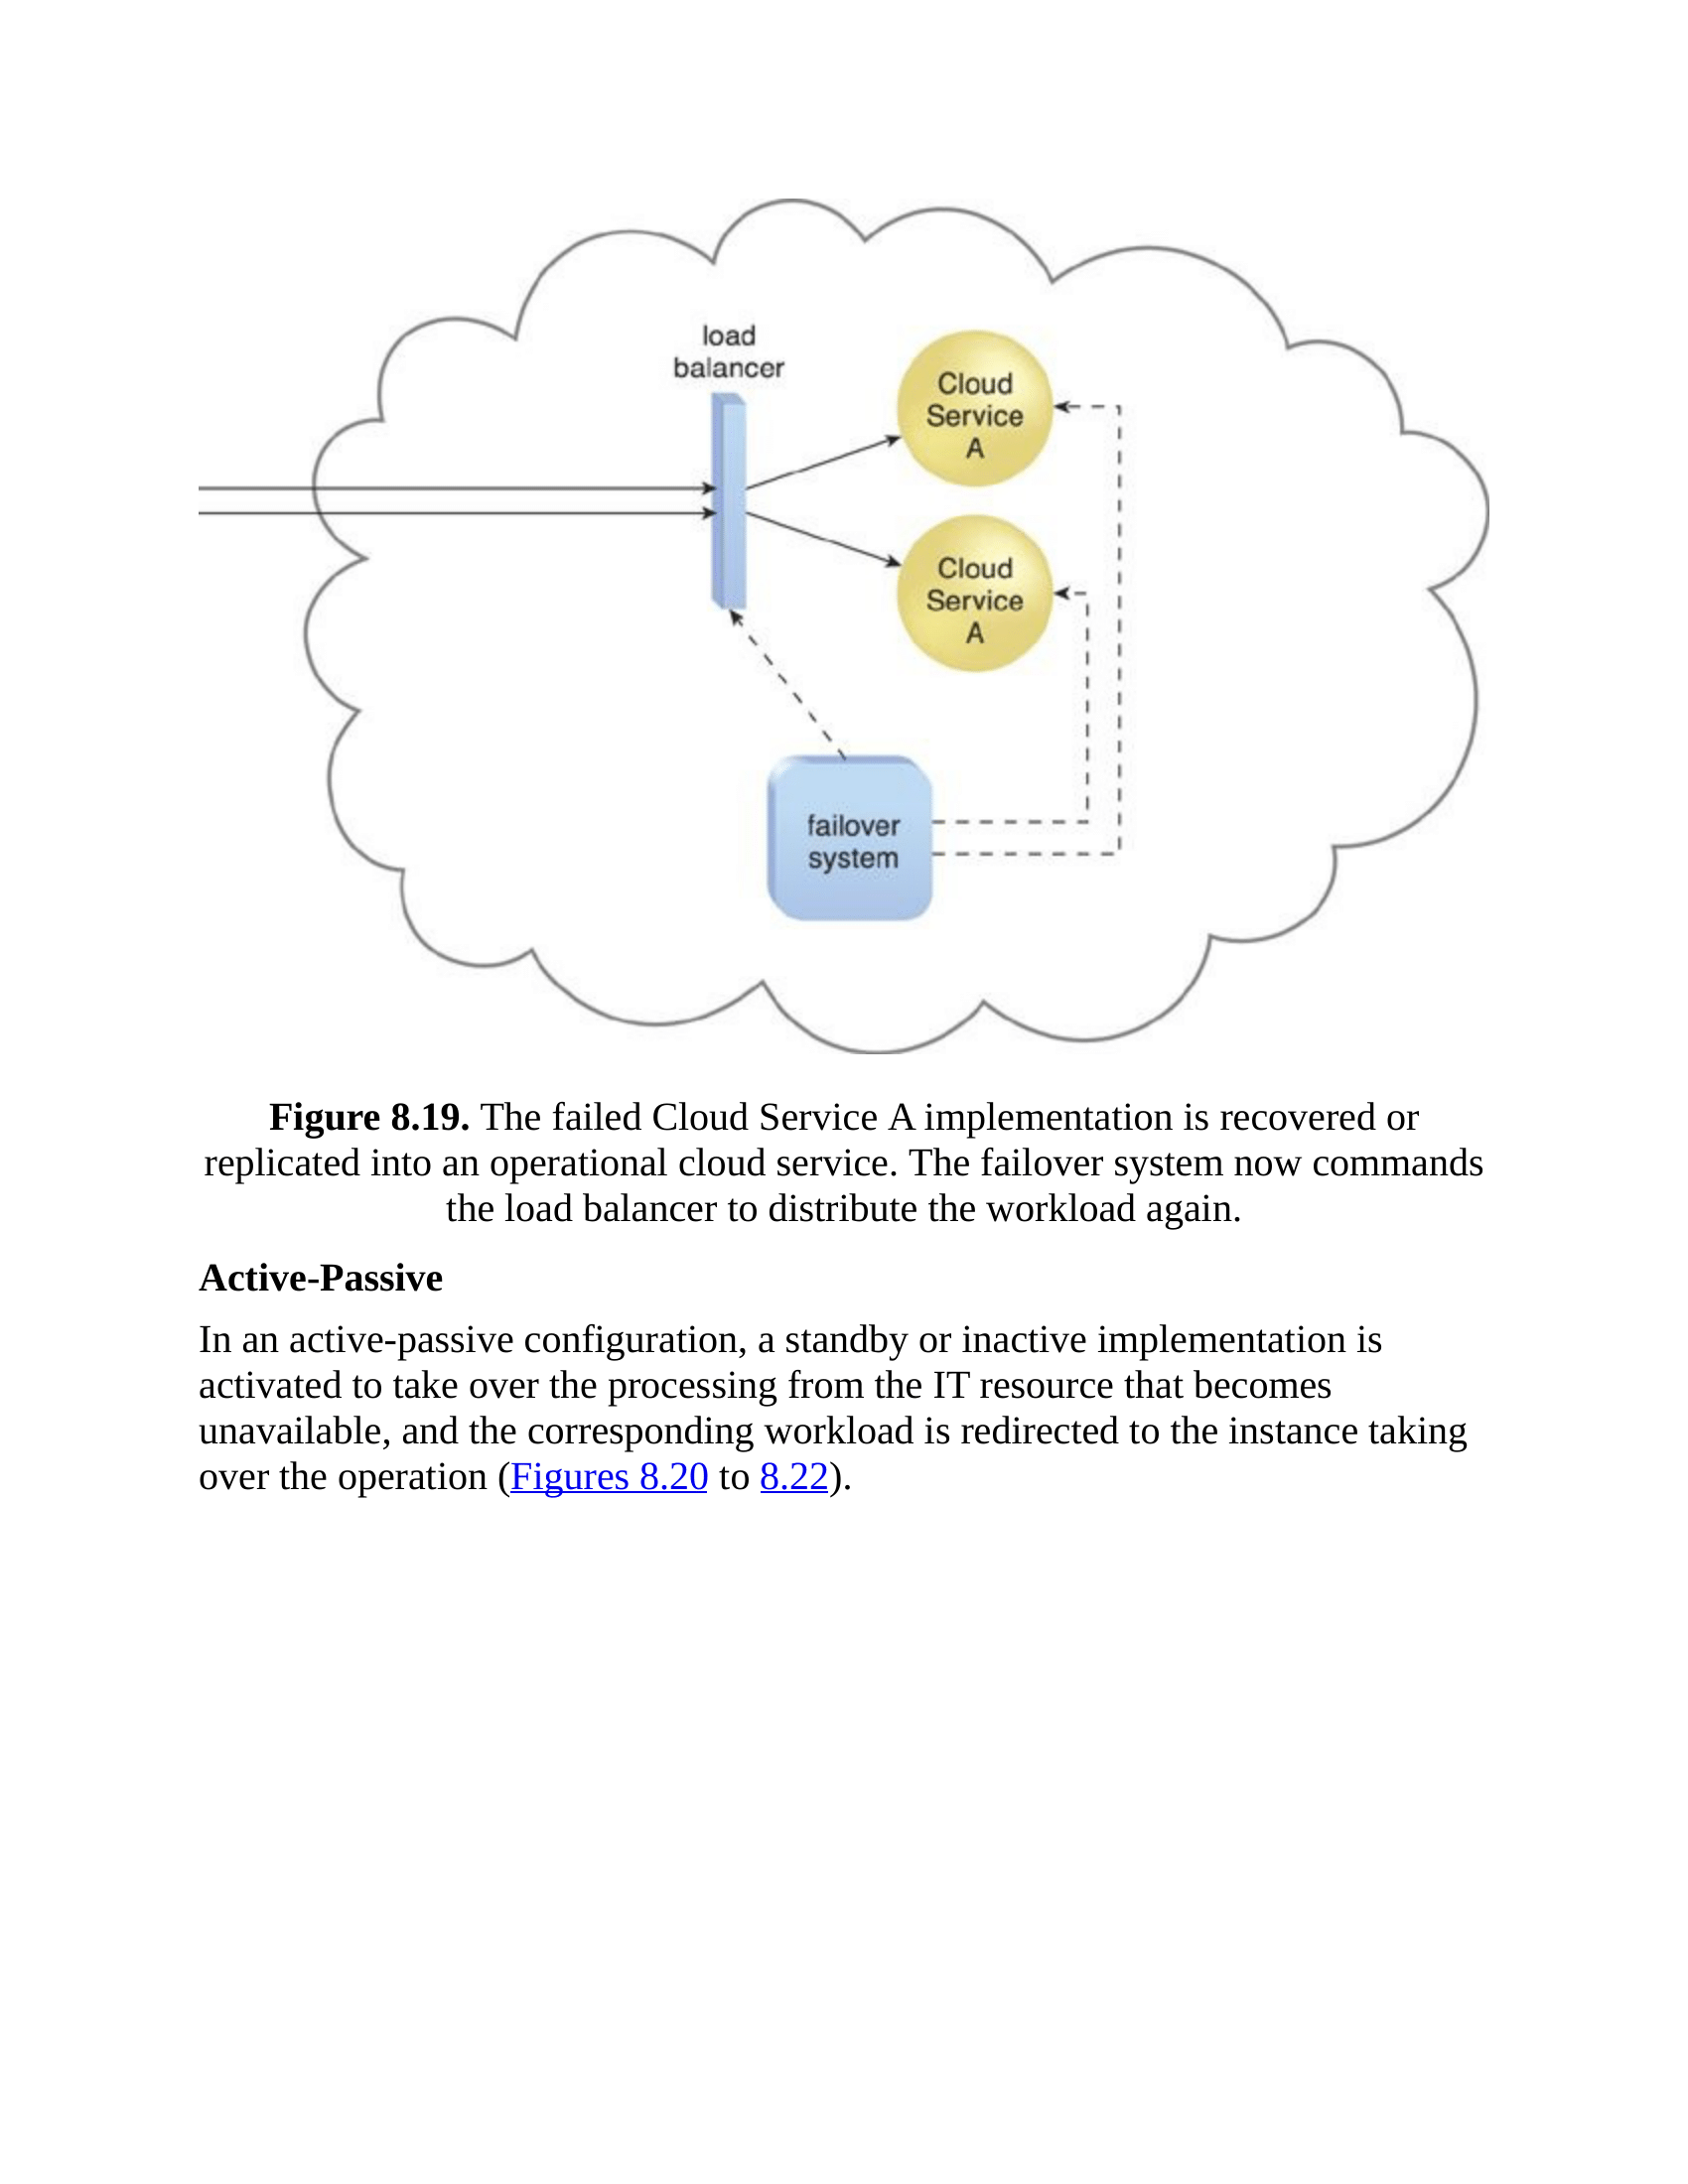 load
balancer
Cloud
Service
A
Cloud
Service
A
failover
system
Figure 8.19. The failed Cloud Service A implementation is recovered or
replicated into an operational cloud service. The failover system now commands
the load balancer to distribute the workload again.
Active-Passive
In an active-passive configuration, a standby or inactive implementation is
activated to take over the processing from the IT resource that becomes
unavailable, and the corresponding workload is redirected to the instance taking
over the operation (Figures 8.20 to 8.22).